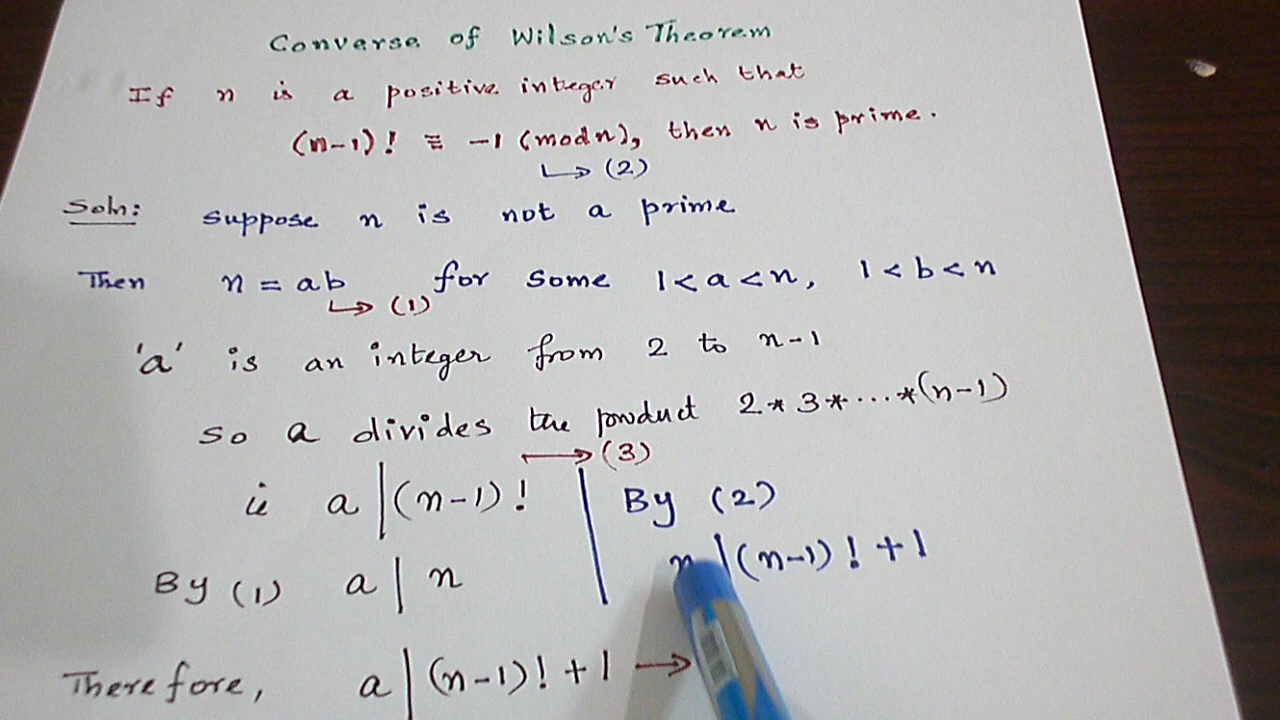 Converse of Wilson's Theorem
If n is a positive integer such that
(n-1)! ≡ -1 (mod n), then n is prime.
↳ (2)
Soln: suppose n is not a prime
Then n = ab for some 1<a<n, 1<b<n
↳ (1)
'a' is an integer from 2 to n-1
So a divides the product 2*3*....*(n-1)
→ (3)
ie a | (n-1)!
By (1) a | n
By (2)
n | (n-1)! + 1
Therefore, a | (n-1)! + 1 →